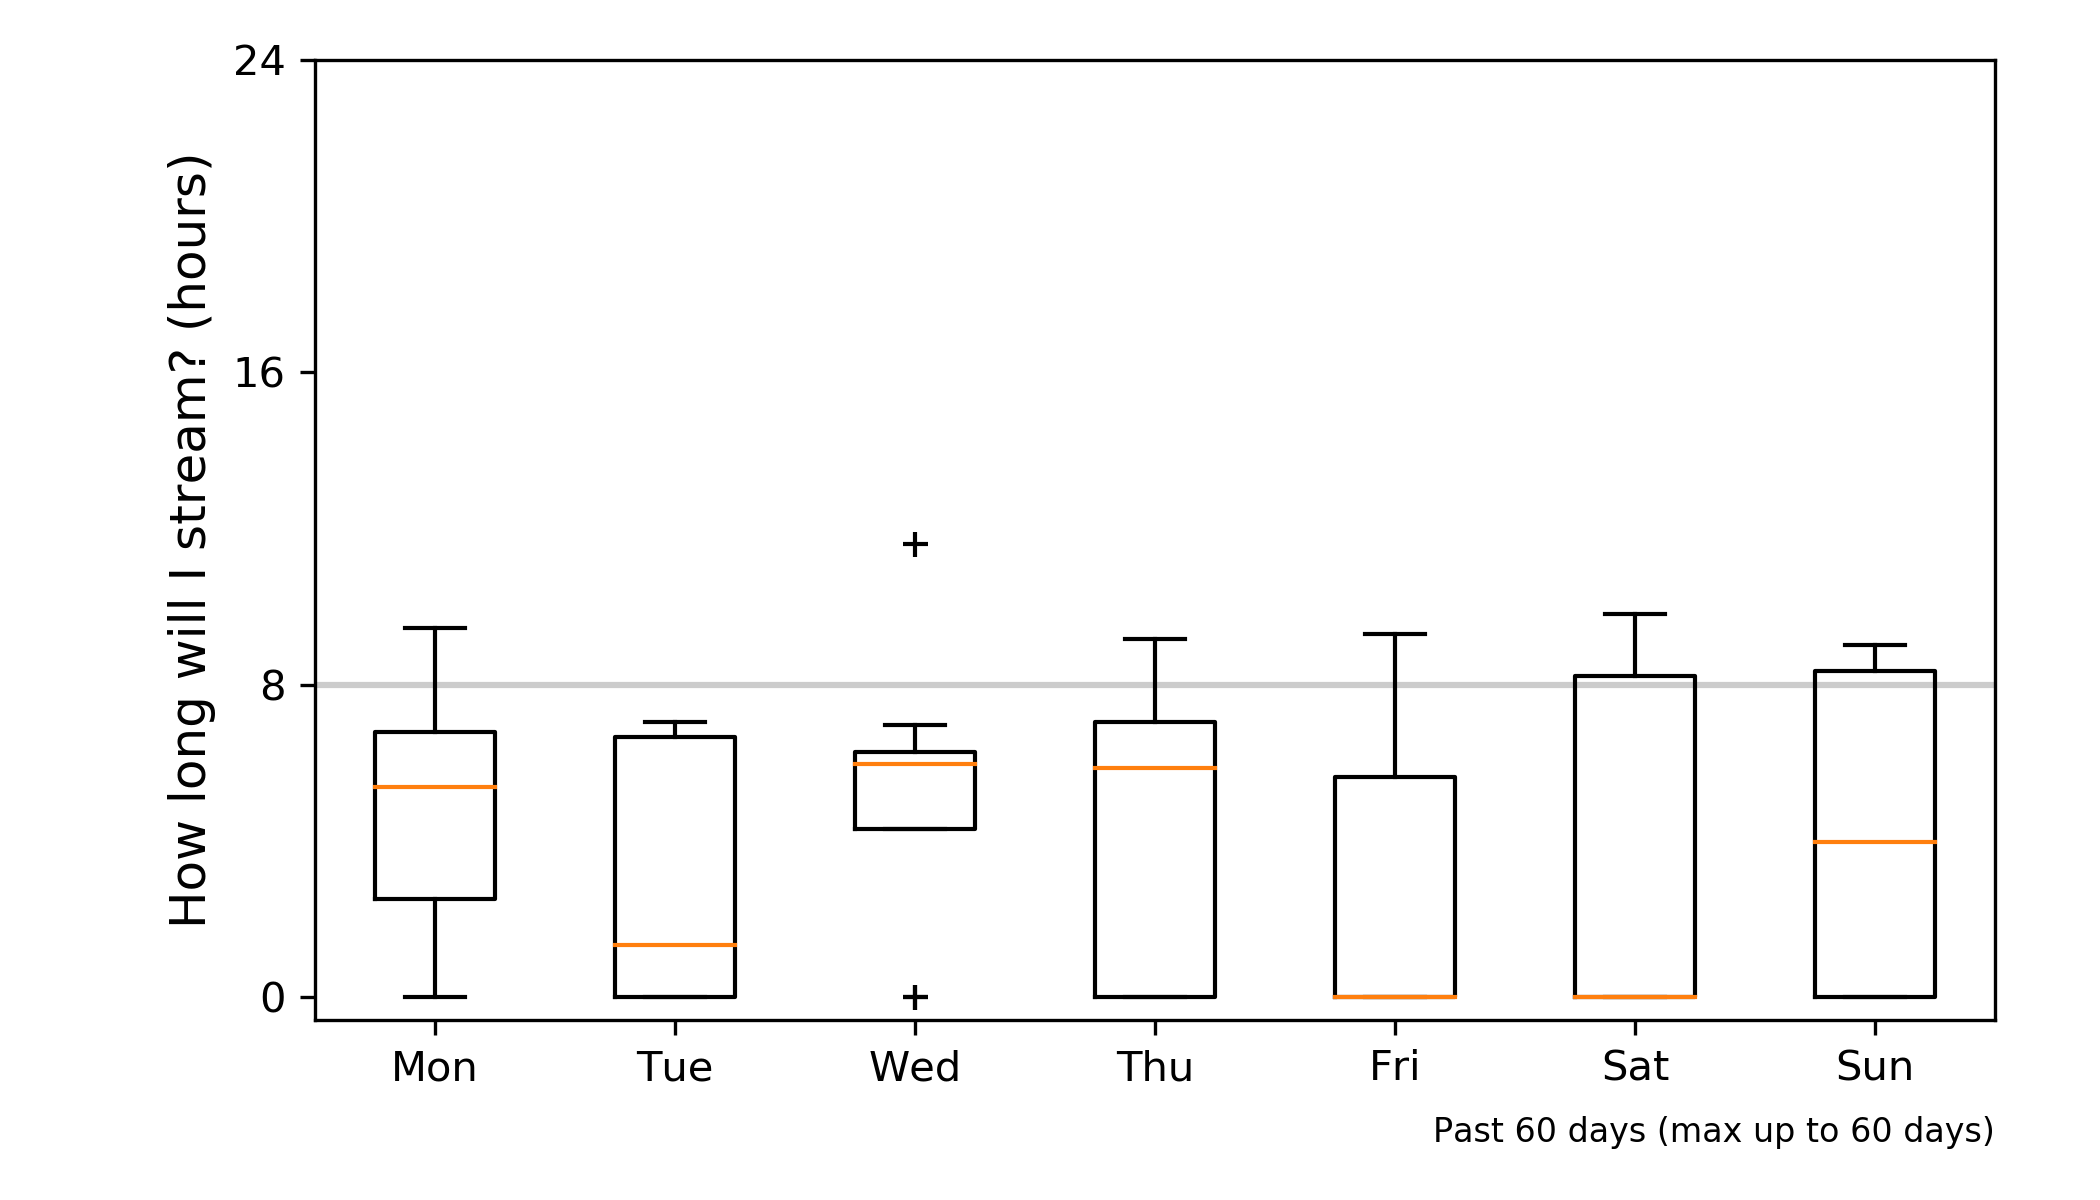 How long will I stream? (hours)
24
16
8
0
Mon Tue Wed Thu Fri Sat Sun
Past 60 days (max up to 60 days)